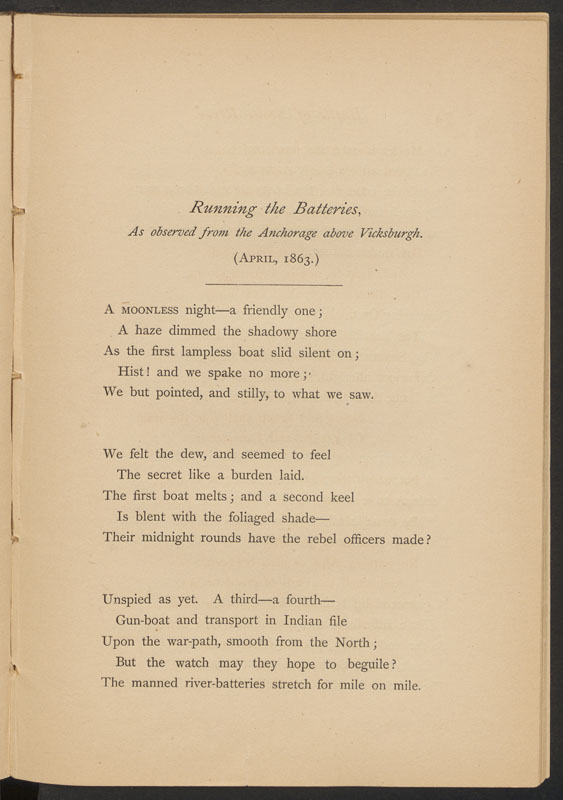 Running the Batteries,
As observed from the Anchorage above Vicksburgh.
(April, 1863.)
A MOONLESS night—a friendly one;
A haze dimmed the shadowy shore
As the first lampless boat slid silent on;
Hist! and we spake no more;
We but pointed, and stilly, to what we saw.
We felt the dew, and seemed to feel
The secret like a burden laid.
The first boat melts; and a second keel
Is blent with the foliaged shade—
Their midnight rounds have the rebel officers made?
Unspied as yet. A third—a fourth—
Gun-boat and transport in Indian file
Upon the war-path, smooth from the North;
But the watch may they hope to beguile?
The manned river-batteries stretch for mile on mile.